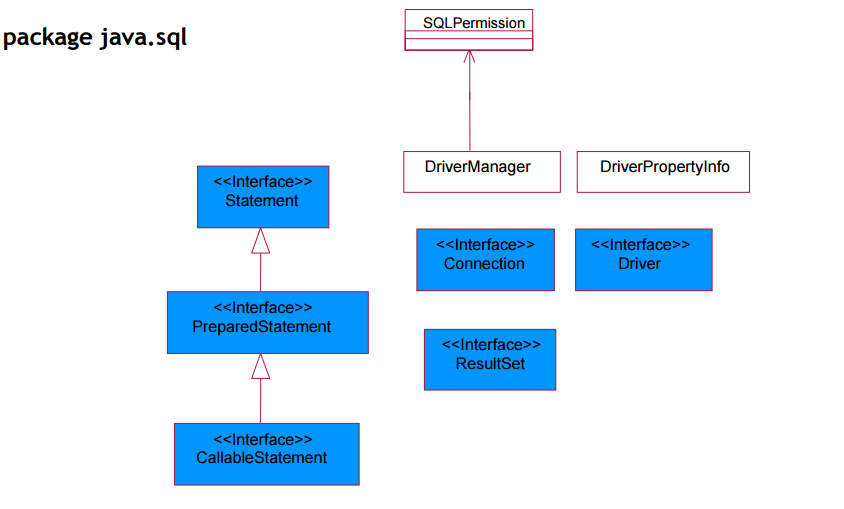 package java.sql
SQLPermission
DriverManager
DriverPropertyInfo
<<Interface>>
Statement
<<Interface>>
Connection
<<Interface>>
Driver
<<Interface>>
PreparedStatement
<<Interface>>
ResultSet
<<Interface>>
CallableStatement